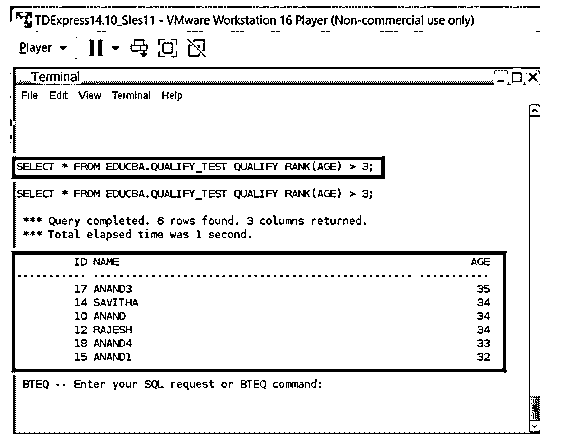 TDExpress14.10_Sles11 - VMware Workstation 16 Player (Non-commercial use only)
Player
Terminal
File Edit View Terminal Help
SELECT * FROM EDUCBA.QUALIFY_TEST QUALIFY RANK(AGE) > 3;
SELECT * FROM EDUCBA.QUALIFY_TEST QUALIFY RANK(AGE) > 3;
*** Query completed. 6 rows found. 3 columns returned.
*** Total elapsed time was 1 second.
ID NAME AGE
----------- -------------------------------------------------- -----------
17 ANAND3 35
14 SAVITHA 34
10 ANAND 34
12 RAJESH 34
18 ANAND4 33
15 ANAND1 32
BTEQ -- Enter your SQL request or BTEQ command: